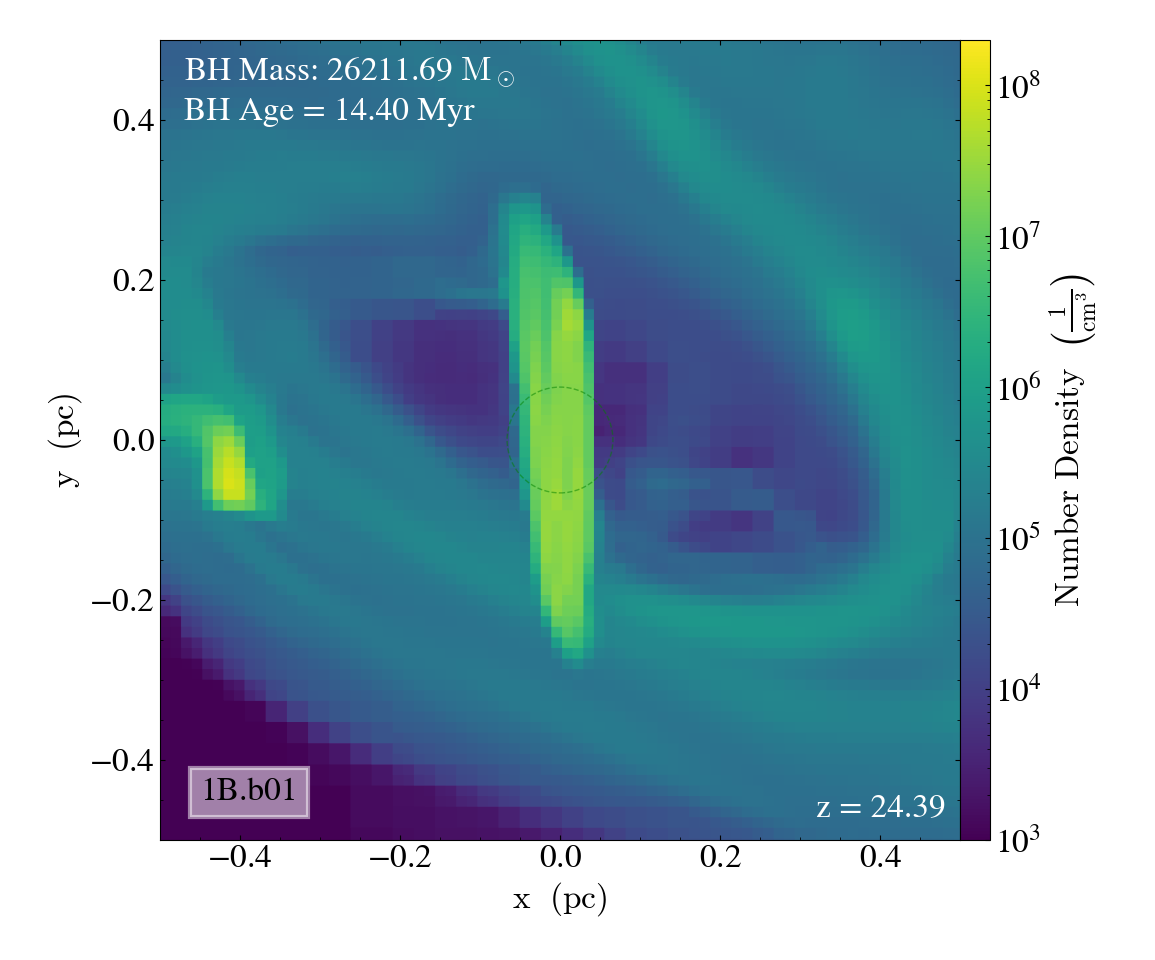 BH Mass: 26211.69 M⊙
BH Age = 14.40 Myr
0.4
0.2
0.0
−0.2
−0.4
y (pc)
1B.b01
z = 24.39
−0.4 −0.2 0.0 0.2 0.4
x (pc)
10⁸
10⁷
10⁶
10⁵
10⁴
10³
Number Density (1/cm³)